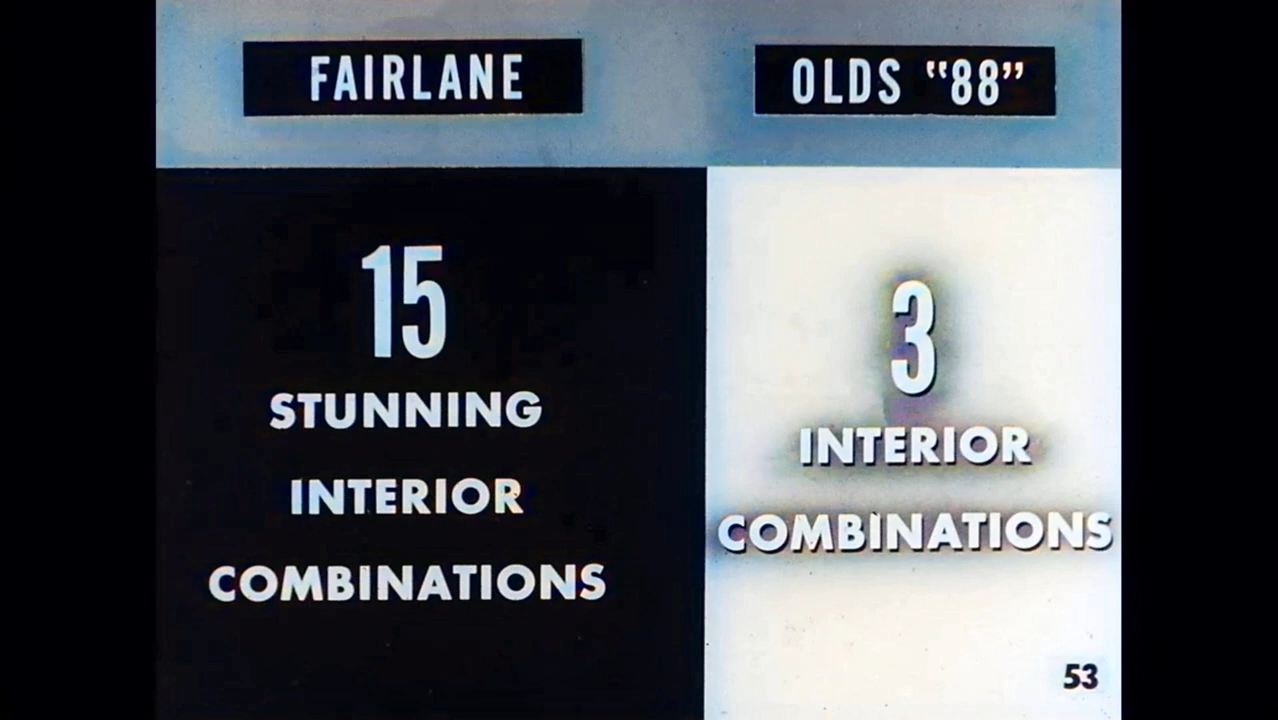 FAIRLANE
15
STUNNING
INTERIOR
COMBINATIONS
OLDS “88”
3
INTERIOR
COMBINATIONS
53